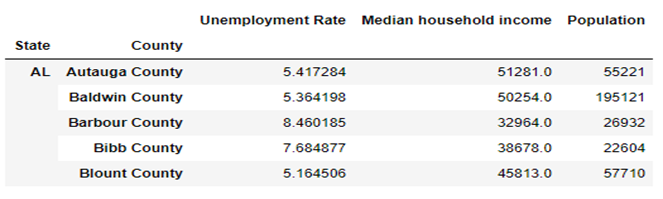 Unemployment Rate Median household income Population
State County
AL Autauga County 5.417284 51281.0 55221
Baldwin County 5.364198 50254.0 195121
Barbour County 8.460185 32964.0 26932
Bibb County 7.684877 38678.0 22604
Blount County 5.164506 45813.0 57710